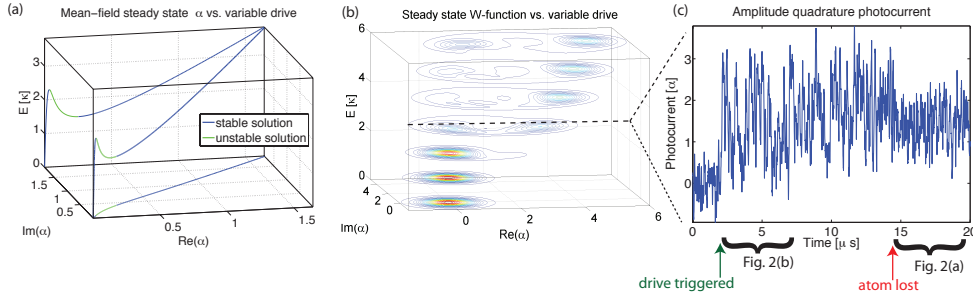 (a)
Mean-field steady state α vs. variable drive
E [κ]
3
2
1
0
1.5
1
0.5
Im(α)
0.5
1
1.5
Re(α)
stable solution
unstable solution
(b)
Steady state W-function vs. variable drive
E [κ]
6
4
2
0
4
2
0
Im(α)
0
2
4
6
Re(α)
(c)
Amplitude quadrature photocurrent
Photocurrent [α]
3
2
1
0
0
5
10
15
20
Time [μ s]
Fig. 2(b)
Fig. 2(a)
drive triggered
atom lost